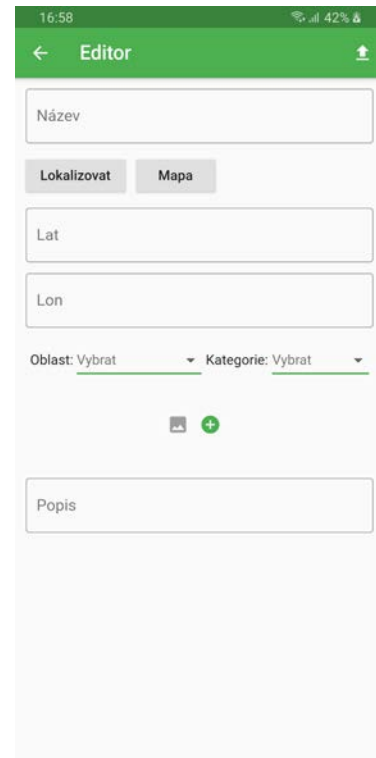 16:58 42%
Editor
Název
Lokalizovat Mapa
Lat
Lon
Oblast: Vybrat Kategorie: Vybrat
Popis